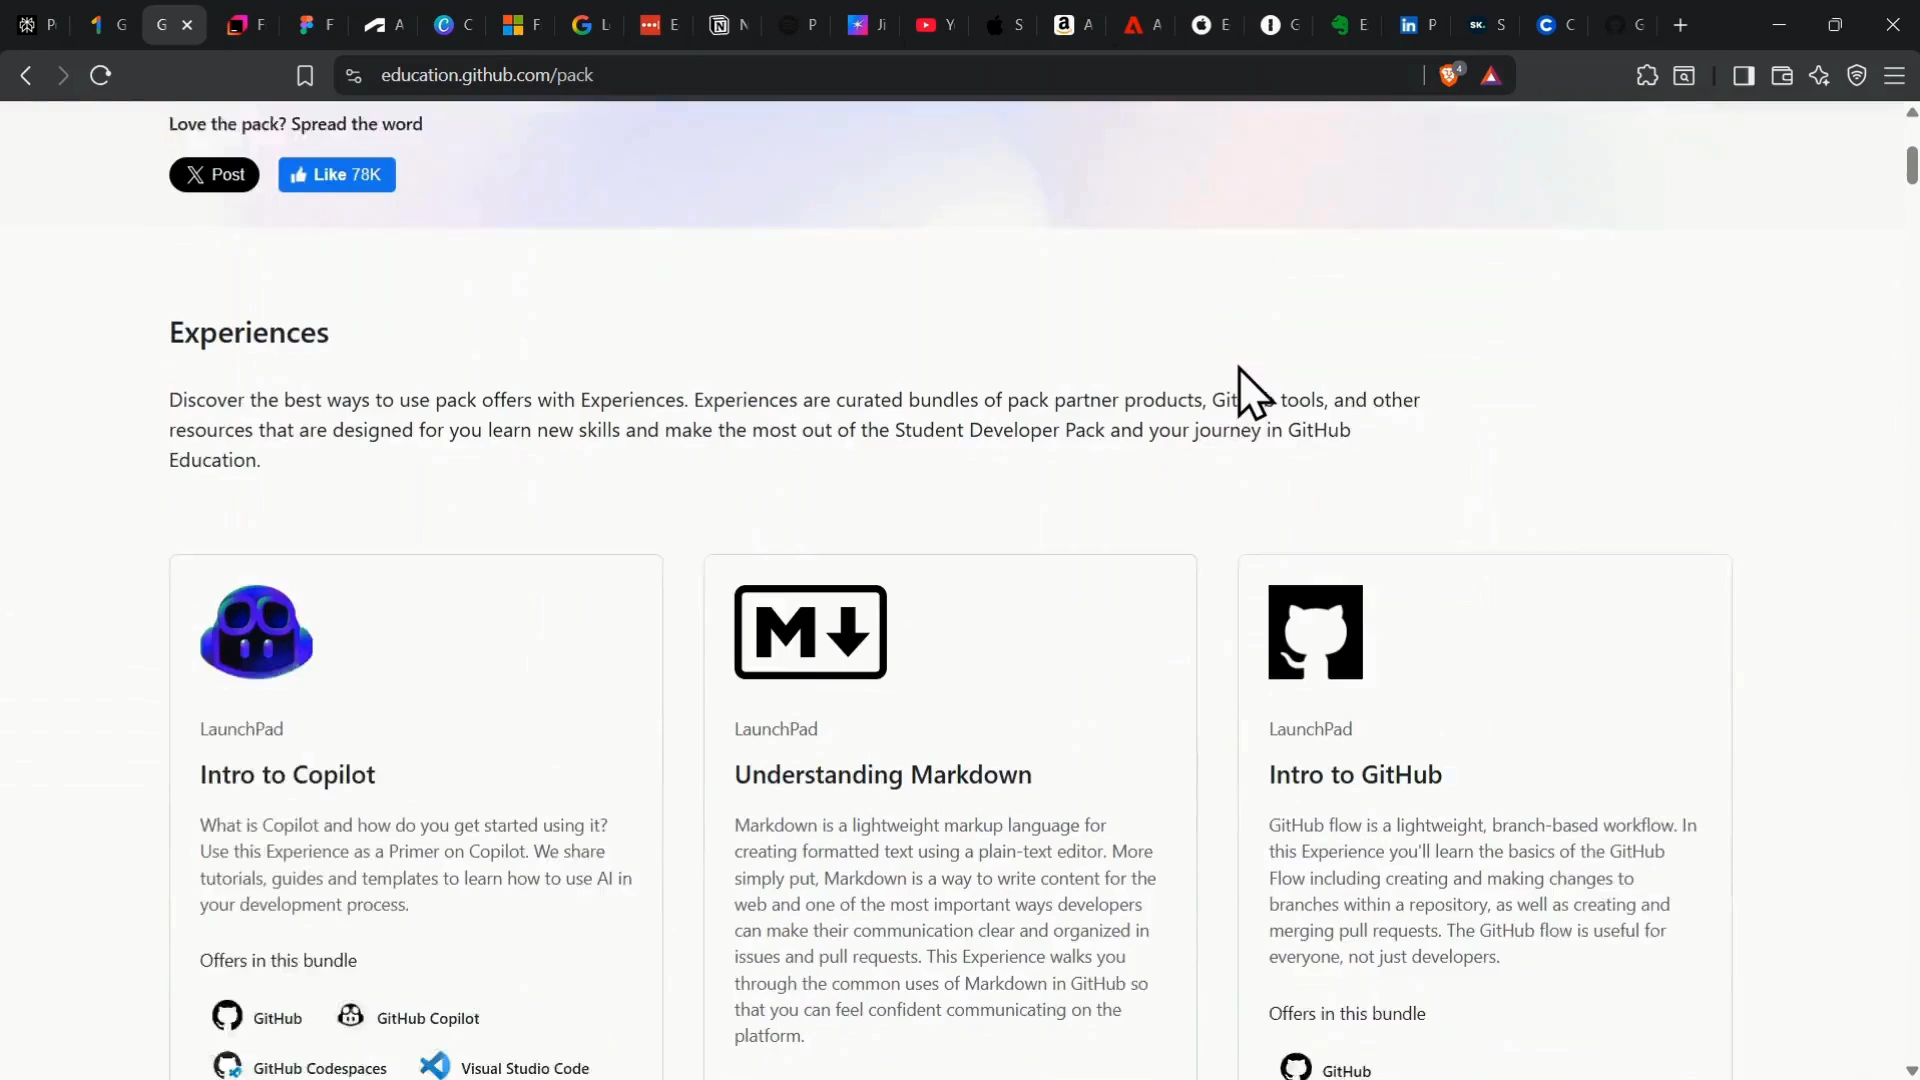 P
G
G
F
F
A
C
F
L
E
N
P
Ji
Y
S
A
A
E
G
E
P
S
C
G
education.github.com/pack
4
Love the pack? Spread the word
Post
Like 78K
Experiences
Discover the best ways to use pack offers with Experiences. Experiences are curated bundles of pack partner products, Git tools, and other
resources that are designed for you learn new skills and make the most out of the Student Developer Pack and your journey in GitHub
Education.
LaunchPad
Intro to Copilot
What is Copilot and how do you get started using it?
Use this Experience as a Primer on Copilot. We share
tutorials, guides and templates to learn how to use AI in
your development process.
Offers in this bundle
GitHub
GitHub Copilot
GitHub Codespaces
Visual Studio Code
M
LaunchPad
Understanding Markdown
Markdown is a lightweight markup language for
creating formatted text using a plain-text editor. More
simply put, Markdown is a way to write content for the
web and one of the most important ways developers
can make their communication clear and organized in
issues and pull requests. This Experience walks you
through the common uses of Markdown in GitHub so
that you can feel confident communicating on the
platform.
LaunchPad
Intro to GitHub
GitHub flow is a lightweight, branch-based workflow. In
this Experience you'll learn the basics of the GitHub
Flow including creating and making changes to
branches within a repository, as well as creating and
merging pull requests. The GitHub flow is useful for
everyone, not just developers.
Offers in this bundle
GitHub